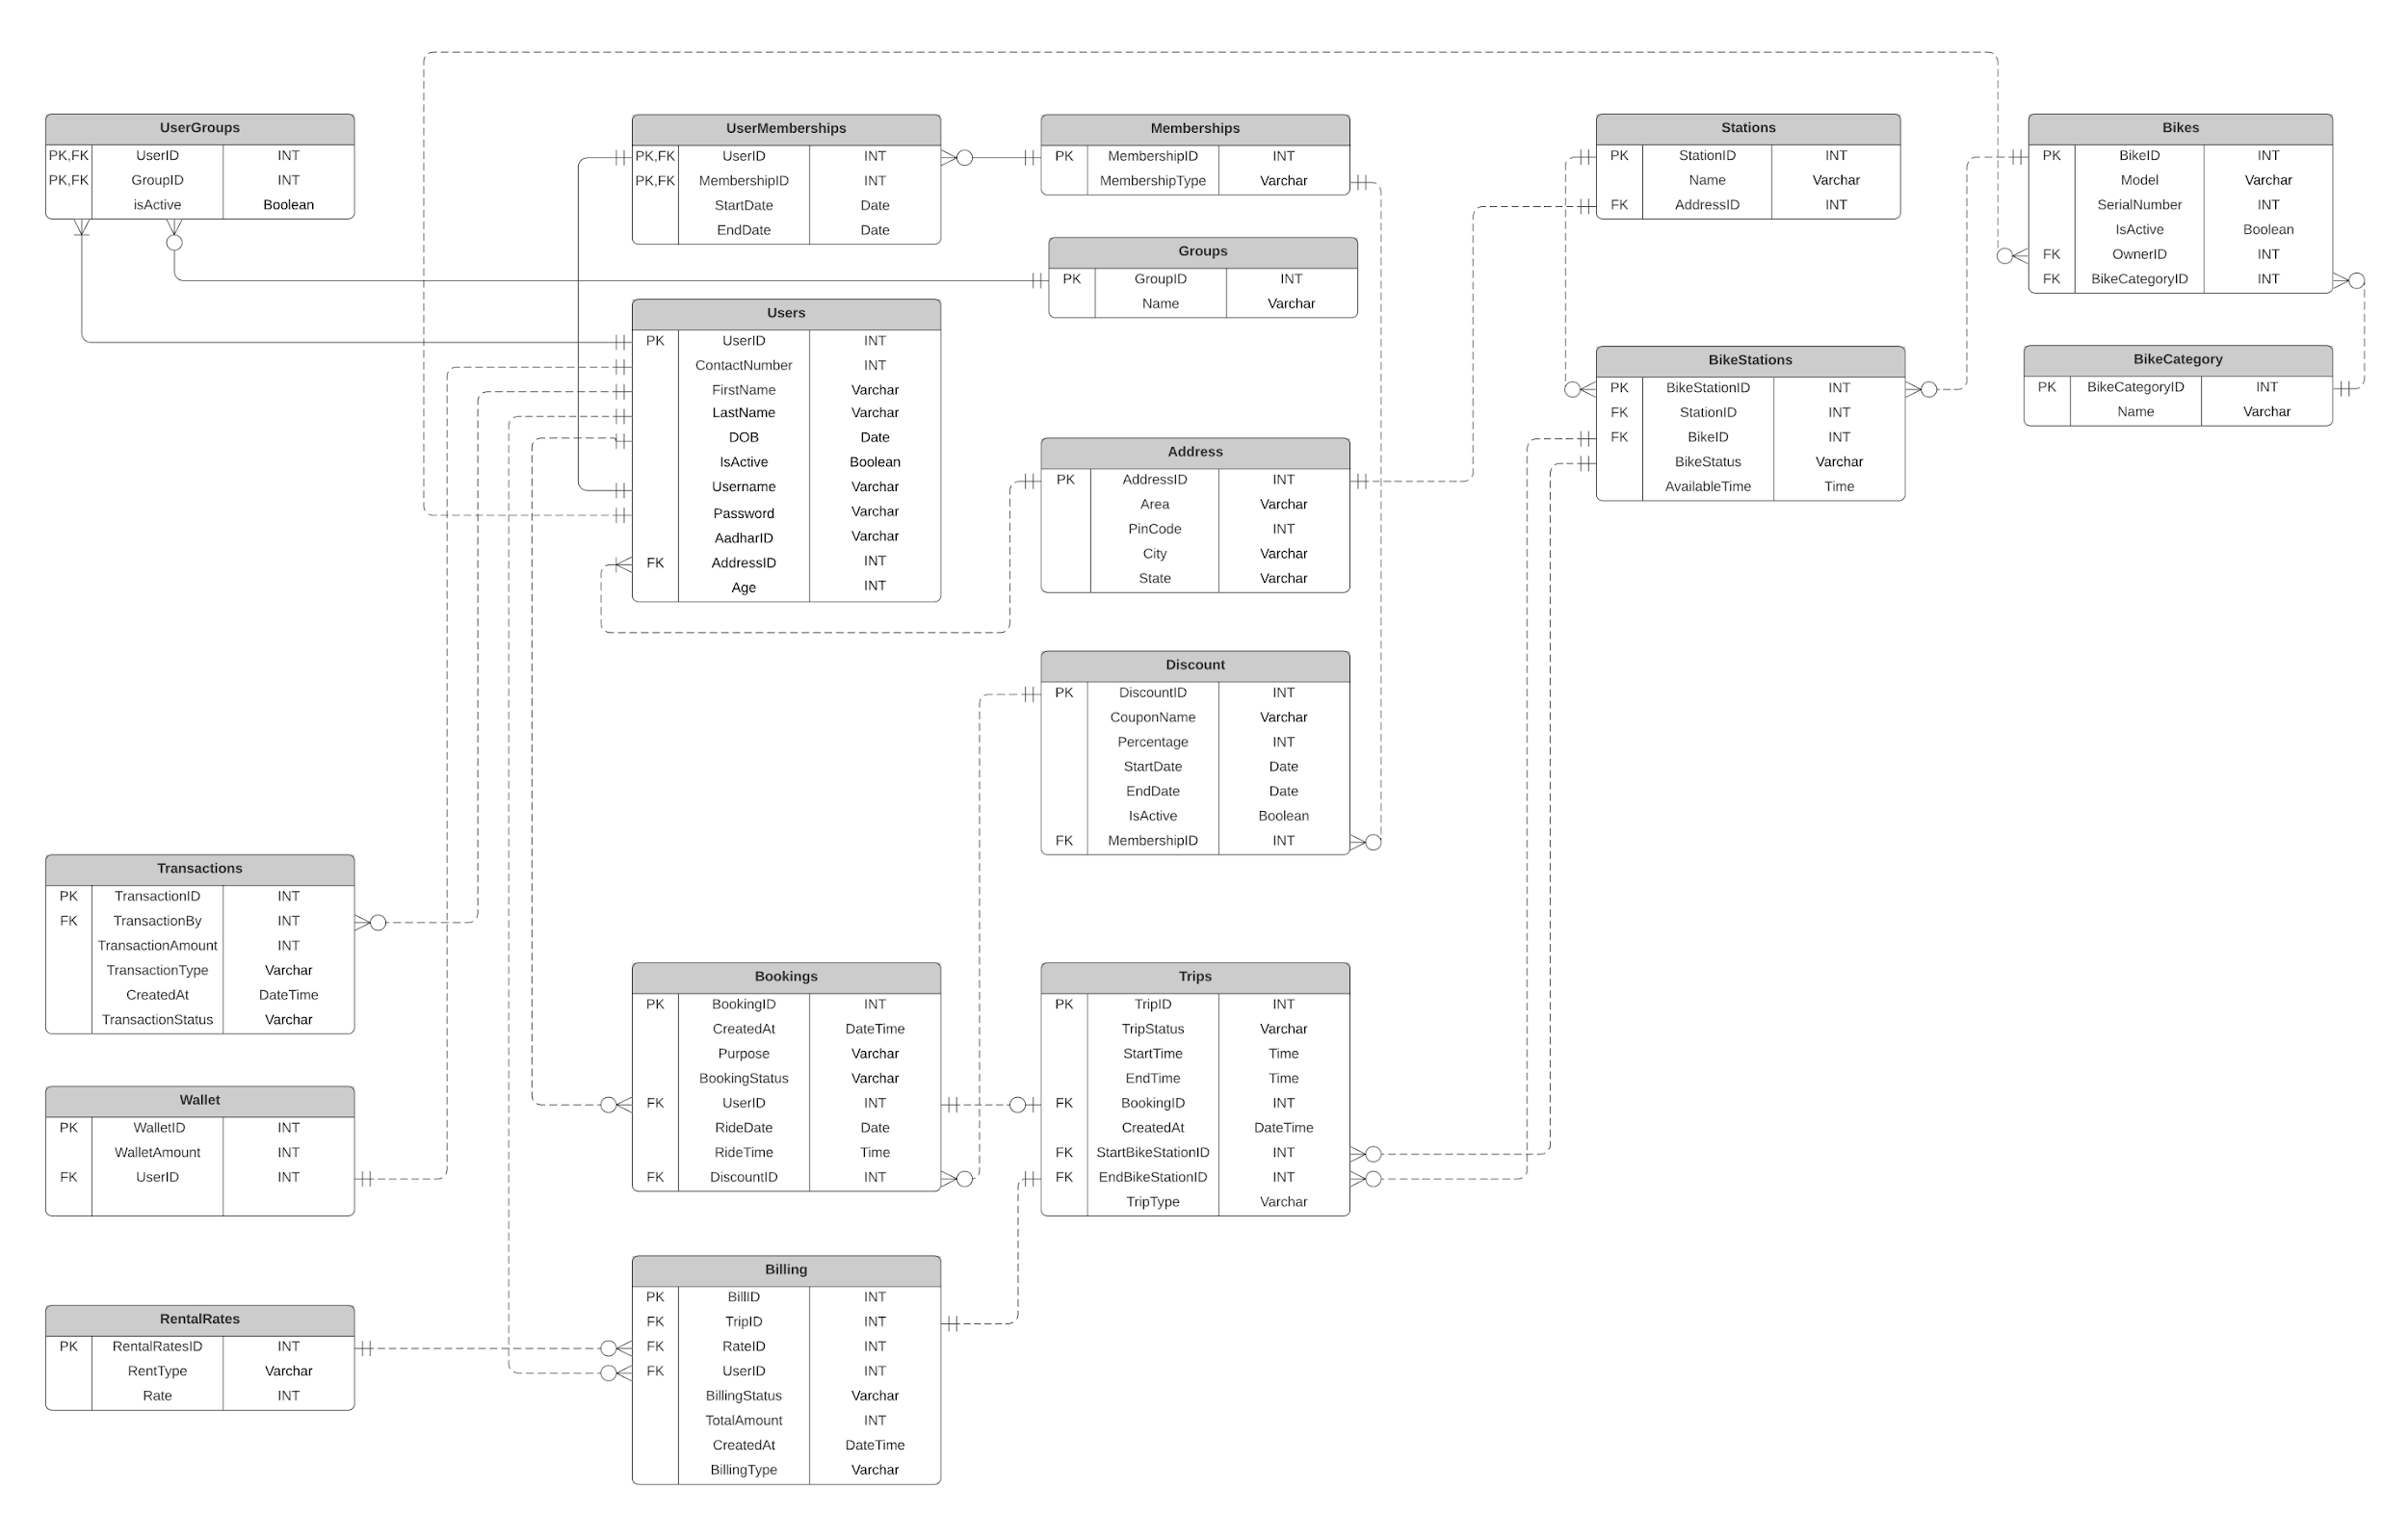 UserGroups
PK,FK UserID INT
PK,FK GroupID INT
isActive Boolean
UserMemberships
PK,FK UserID INT
PK,FK MembershipID INT
StartDate Date
EndDate Date
Memberships
PK MembershipID INT
MembershipType Varchar
Stations
PK StationID INT
Name Varchar
FK AddressID INT
Bikes
PK BikeID INT
Model Varchar
SerialNumber INT
IsActive Boolean
FK OwnerID INT
FK BikeCategoryID INT
Groups
PK GroupID INT
Name Varchar
Users
PK UserID INT
ContactNumber INT
FirstName Varchar
LastName Varchar
DOB Date
IsActive Boolean
Username Varchar
Password Varchar
AadharID Varchar
FK AddressID INT
Age INT
BikeStations
PK BikeStationID INT
FK StationID INT
FK BikeID INT
BikeStatus Varchar
AvailableTime Time
BikeCategory
PK BikeCategoryID INT
Name Varchar
Address
PK AddressID INT
Area Varchar
PinCode INT
City Varchar
State Varchar
Discount
PK DiscountID INT
CouponName Varchar
Percentage INT
StartDate Date
EndDate Date
IsActive Boolean
FK MembershipID INT
Transactions
PK TransactionID INT
FK TransactionBy INT
TransactionAmount INT
TransactionType Varchar
CreatedAt DateTime
TransactionStatus Varchar
Bookings
PK BookingID INT
CreatedAt DateTime
Purpose Varchar
BookingStatus Varchar
FK UserID INT
RideDate Date
RideTime Time
FK DiscountID INT
Trips
PK TripID INT
TripStatus Varchar
StartTime Time
EndTime Time
FK BookingID INT
CreatedAt DateTime
FK StartBikeStationID INT
FK EndBikeStationID INT
TripType Varchar
Wallet
PK WalletID INT
WalletAmount INT
FK UserID INT
Billing
PK BillID INT
FK TripID INT
FK RateID INT
FK UserID INT
BillingStatus Varchar
TotalAmount INT
CreatedAt DateTime
BillingType Varchar
RentalRates
PK RentalRatesID INT
RentType Varchar
Rate INT